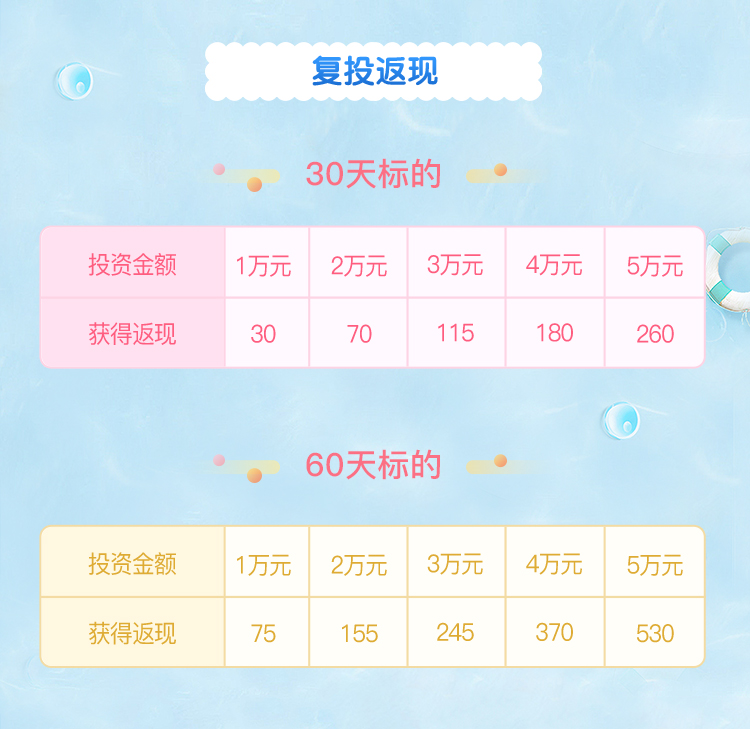 复投返现
30天标的
投资金额 1万元 2万元 3万元 4万元 5万元
获得返现 30 70 115 180 260
60天标的
投资金额 1万元 2万元 3万元 4万元 5万元
获得返现 75 155 245 370 530